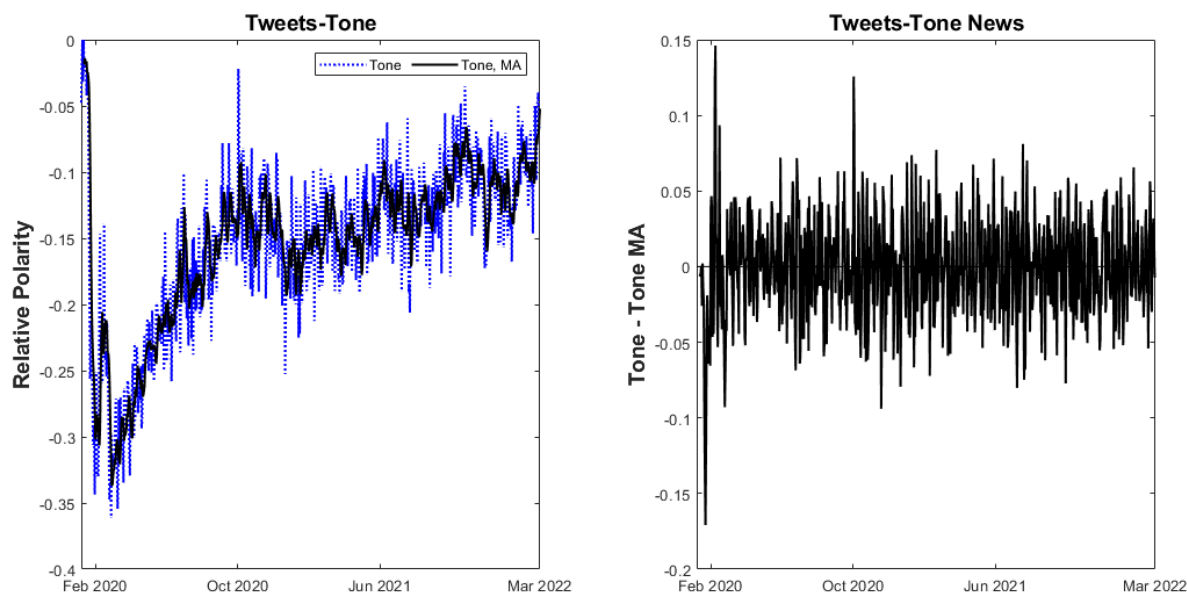 Tweets-Tone
Relative Polarity
0
-0.05
-0.1
-0.15
-0.2
-0.25
-0.3
-0.35
-0.4
Tone
Tone, MA
Feb 2020
Oct 2020
Jun 2021
Mar 2022
Tweets-Tone News
Tone - Tone MA
0.15
0.1
0.05
0
-0.05
-0.1
-0.15
-0.2
Feb 2020
Oct 2020
Jun 2021
Mar 2022